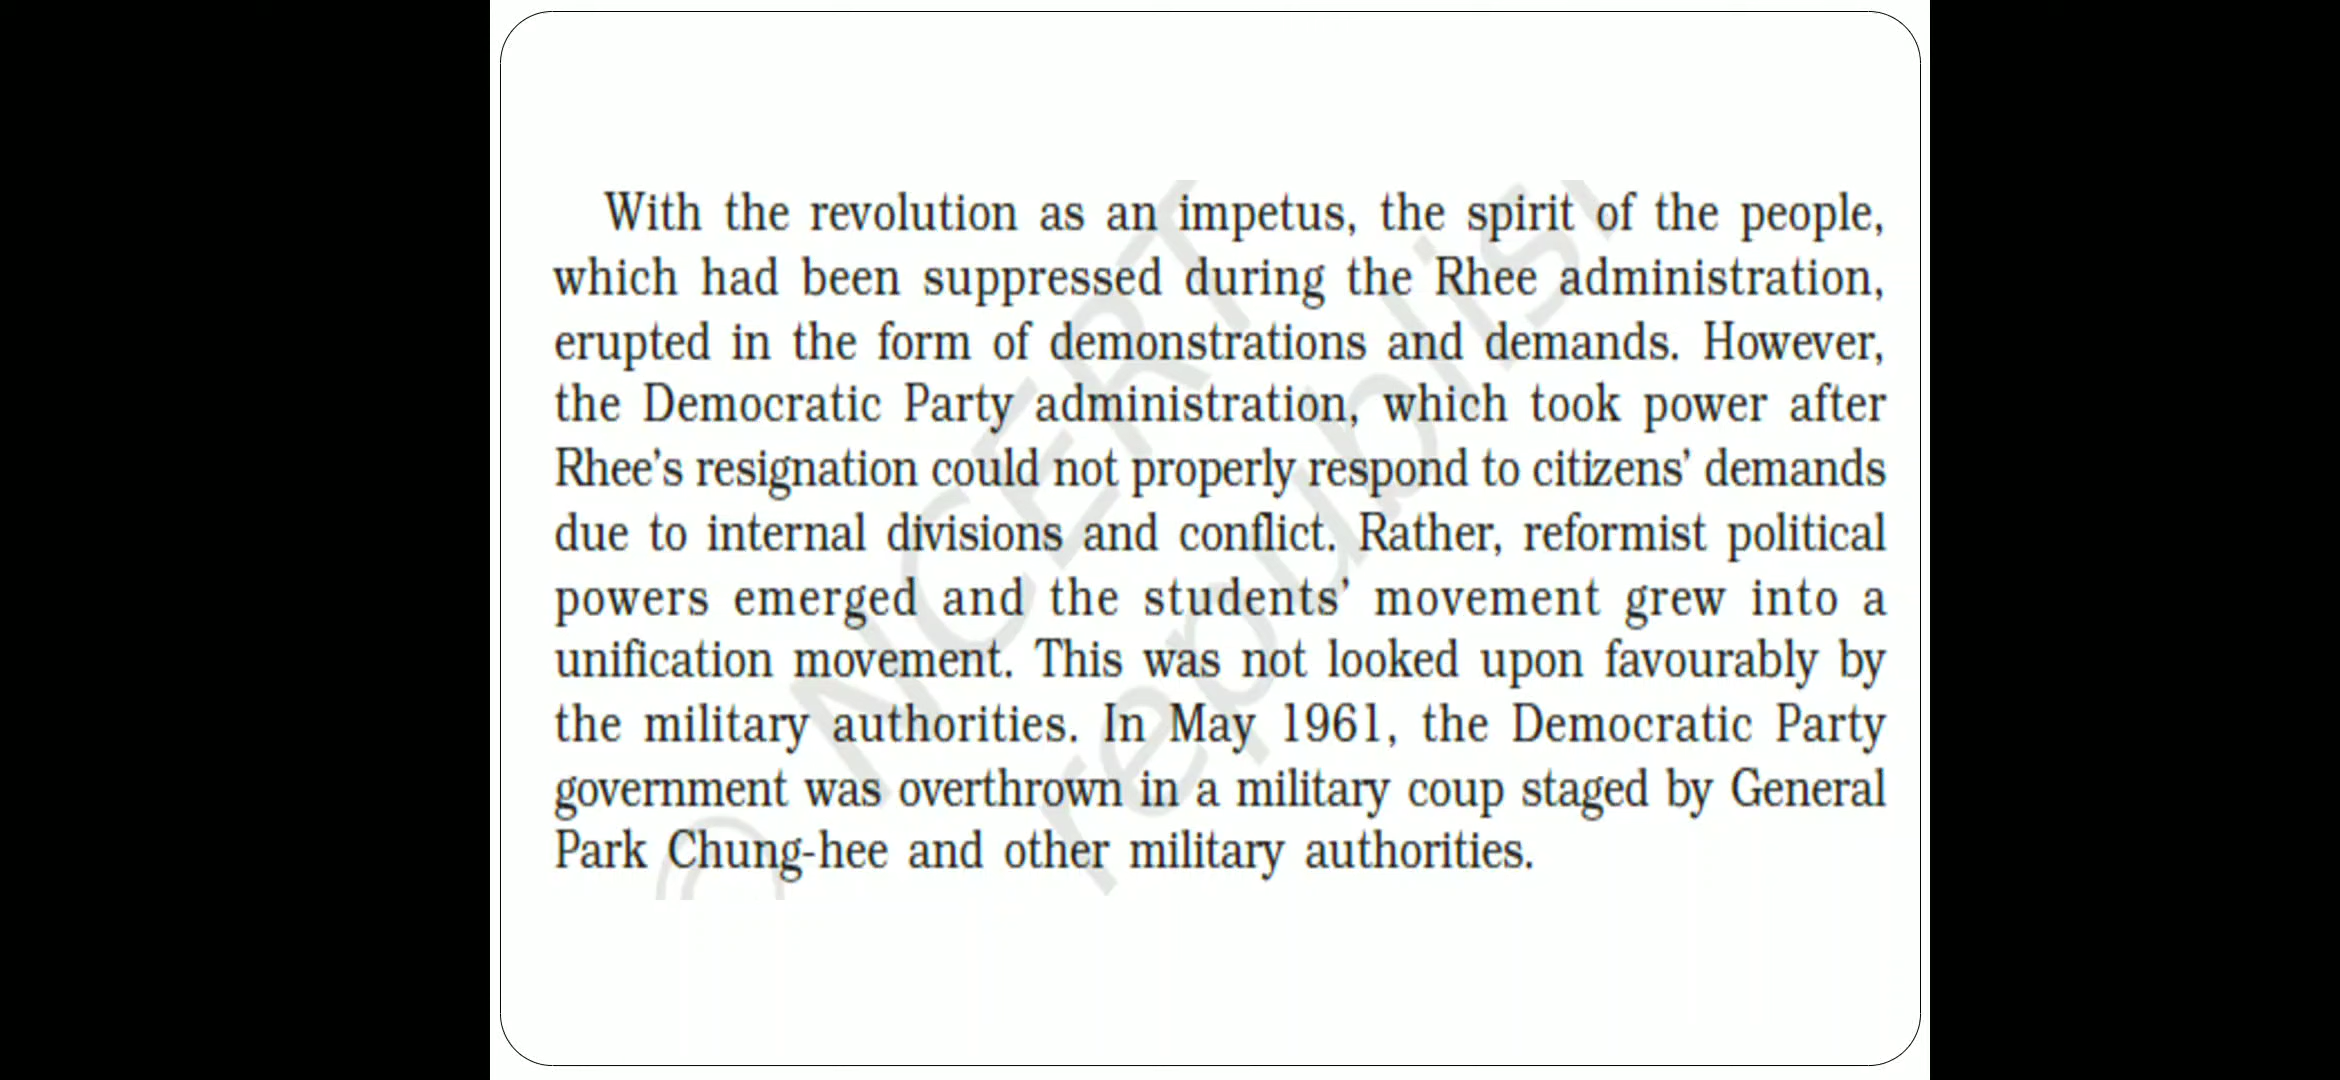 With the revolution as an impetus, the spirit of the people,
which had been suppressed during the Rhee administration,
erupted in the form of demonstrations and demands. However,
the Democratic Party administration, which took power after
Rhee’s resignation could not properly respond to citizens’ demands
due to internal divisions and conflict. Rather, reformist political
powers emerged and the students’ movement grew into a
unification movement. This was not looked upon favourably by
the military authorities. In May 1961, the Democratic Party
government was overthrown in a military coup staged by General
Park Chung-hee and other military authorities.
NCERT